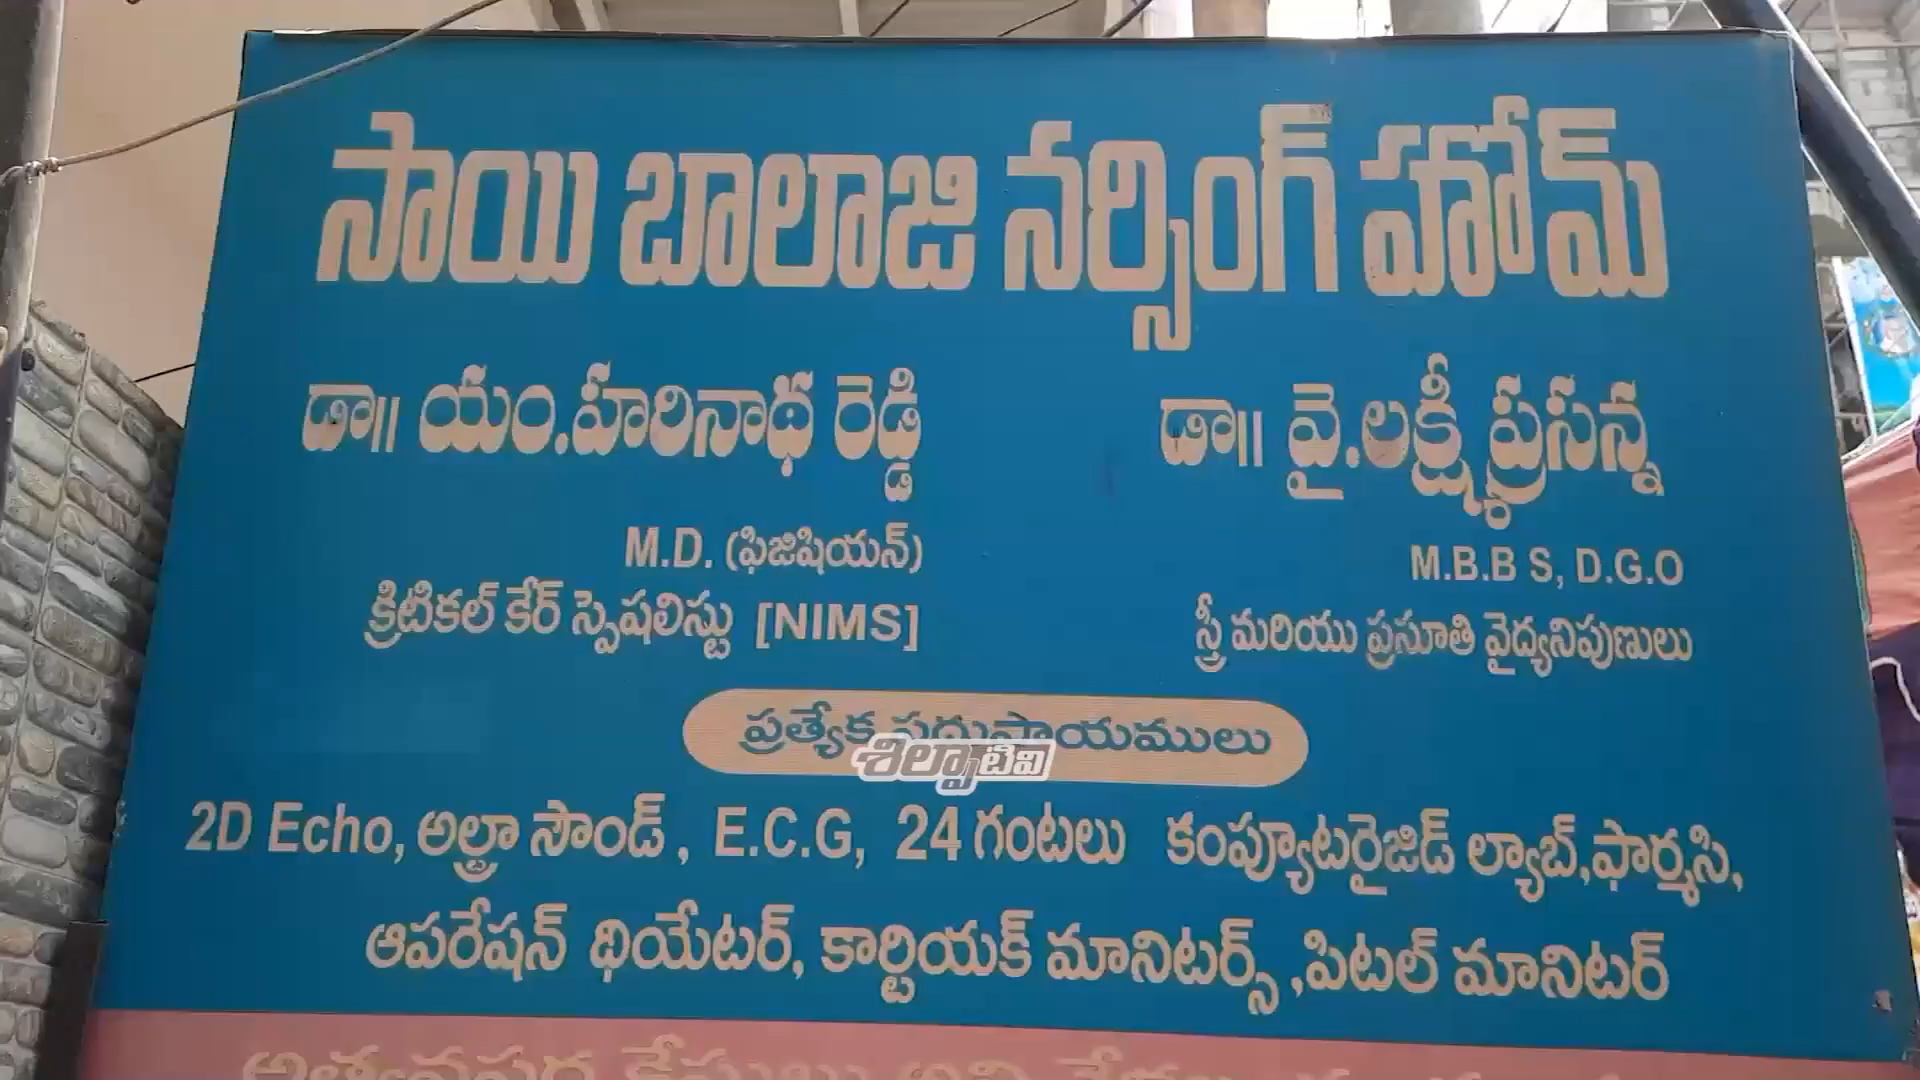 సాయి బాలాజి నర్సింగ్ హోమ్
డా॥ యం.హరినాథ రెడ్డి
M.D. (ఫిజిషియన్)
క్రిటికల్ కేర్ స్పెషలిస్టు [NIMS]
డా॥ వై.లక్ష్మీప్రసన్న
M.B.B S, D.G.O
స్త్రీ మరియు ప్రసూతి వైద్యనిపుణులు
ప్రత్యేక సదుపాయములు
శిల్పాటివి
2D Echo, అల్ట్రా సౌండ్, E.C.G, 24 గంటలు కంప్యూటరైజిడ్ ల్యాబ్,ఫార్మసి,
ఆపరేషన్ థియేటర్, కార్టియక్ మానిటర్స్,పిటల్ మానిటర్